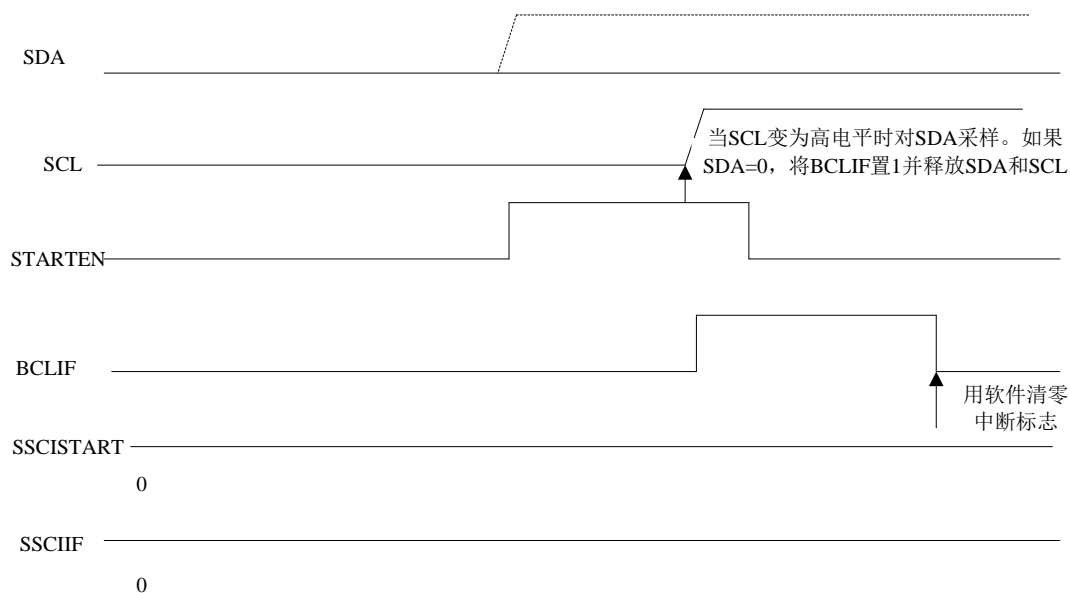 SDA
SCL
当SCL变为高电平时对SDA采样。如果
SDA=0，将BCLIF置1并释放SDA和SCL
STARTEN
BCLIF
用软件清零
中断标志
SSCISTART
0
SSCIIF
0